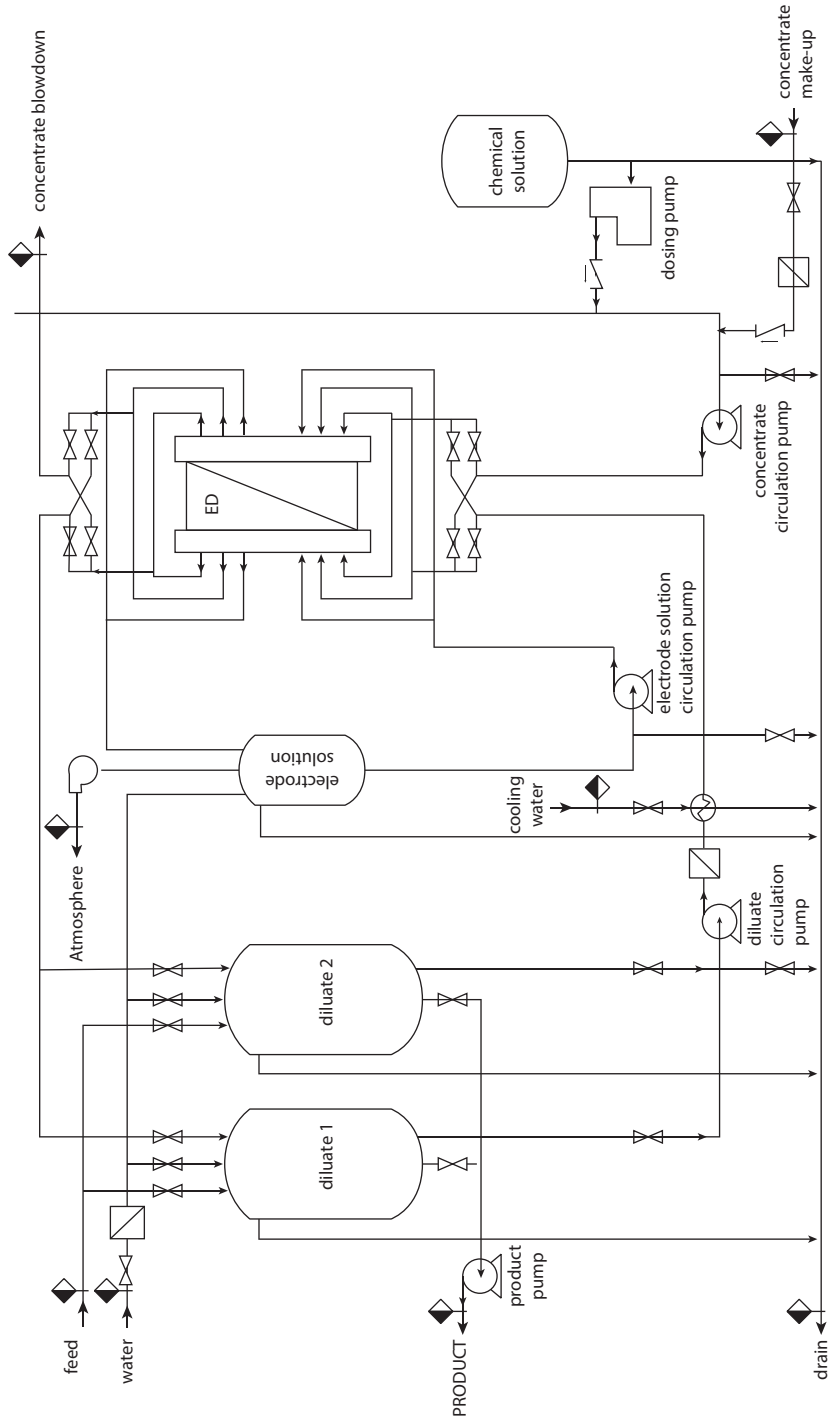 feed
water
PRODUCT
drain
product
pump
diluate 1
diluate 2
diluate
circulation
pump
Atmosphere
cooling
water
electrode
solution
electrode solution
circulation pump
ED
concentrate
circulation pump
dosing pump
chemical
solution
concentrate blowdown
concentrate
make-up